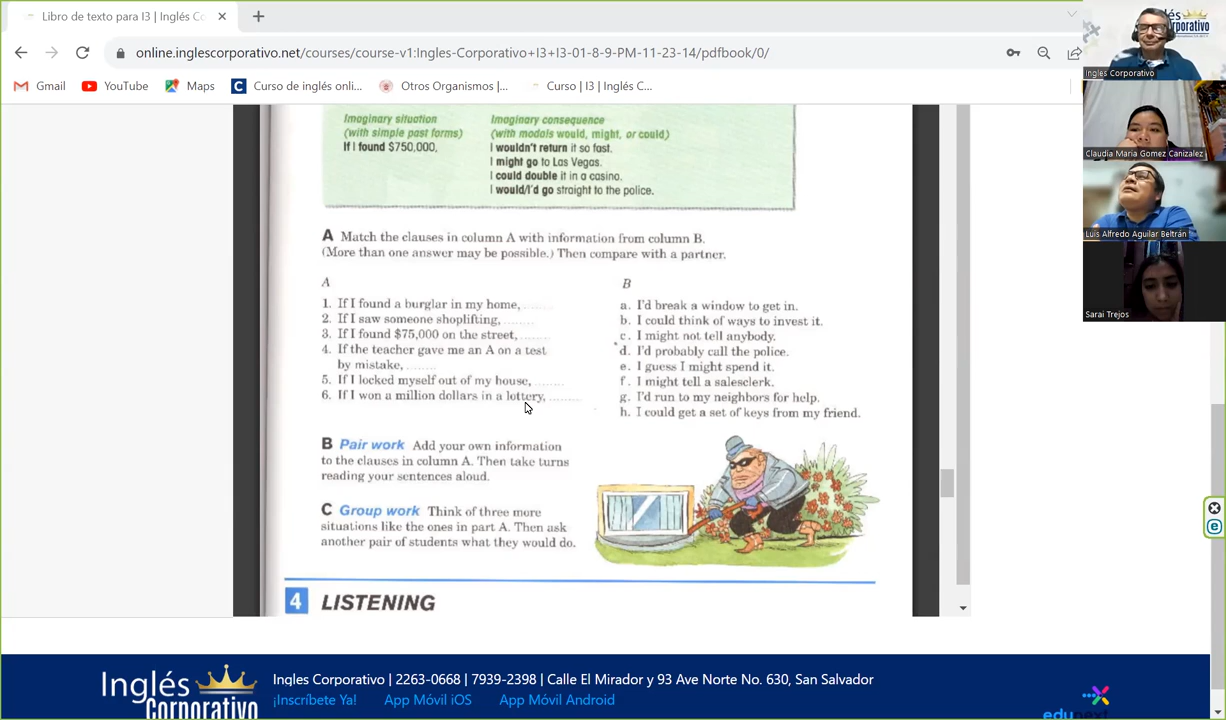 Libro de texto para I3 | Inglés Co
online.inglescorporativo.net/courses/course-v1:Ingles-Corporativo+I3+I3-01-8-9-PM-11-23-14/pdfbook/0/
Gmail
YouTube
Maps
Curso de inglés onli...
Otros Organismos |...
Curso | I3 | Inglés C...
Imaginary situation
(with simple past forms)
If I found $750,000,
Imaginary consequence
(with modals would, might, or could)
I wouldn't return it so fast.
I might go to Las Vegas.
I could double it in a casino.
I would/I'd go straight to the police.
A Match the clauses in column A with information from column B.
(More than one answer may be possible.) Then compare with a partner.
A
1. If I found a burglar in my home, ........
2. If I saw someone shoplifting, ........
3. If I found $75,000 on the street, ........
4. If the teacher gave me an A on a test
by mistake, ........
5. If I locked myself out of my house, ........
6. If I won a million dollars in a lottery, ........
B
a. I'd break a window to get in.
b. I could think of ways to invest it.
c. I might not tell anybody.
d. I'd probably call the police.
e. I guess I might spend it.
f. I might tell a salesclerk.
g. I'd run to my neighbors for help.
h. I could get a set of keys from my friend.
B Pair work Add your own information
to the clauses in column A. Then take turns
reading your sentences aloud.
C Group work Think of three more
situations like the ones in part A. Then ask
another pair of students what they would do.
4 LISTENING
Inglés
Corporativo
Ingles Corporativo | 2263-0668 | 7939-2398 | Calle El Mirador y 93 Ave Norte No. 630, San Salvador
¡Inscríbete Ya!
App Móvil iOS
App Móvil Android
edunext
Ingles Corporativo
Claudia Maria Gomez Canizalez
Luis Alfredo Aguilar Beltrán
Sarai Trejos